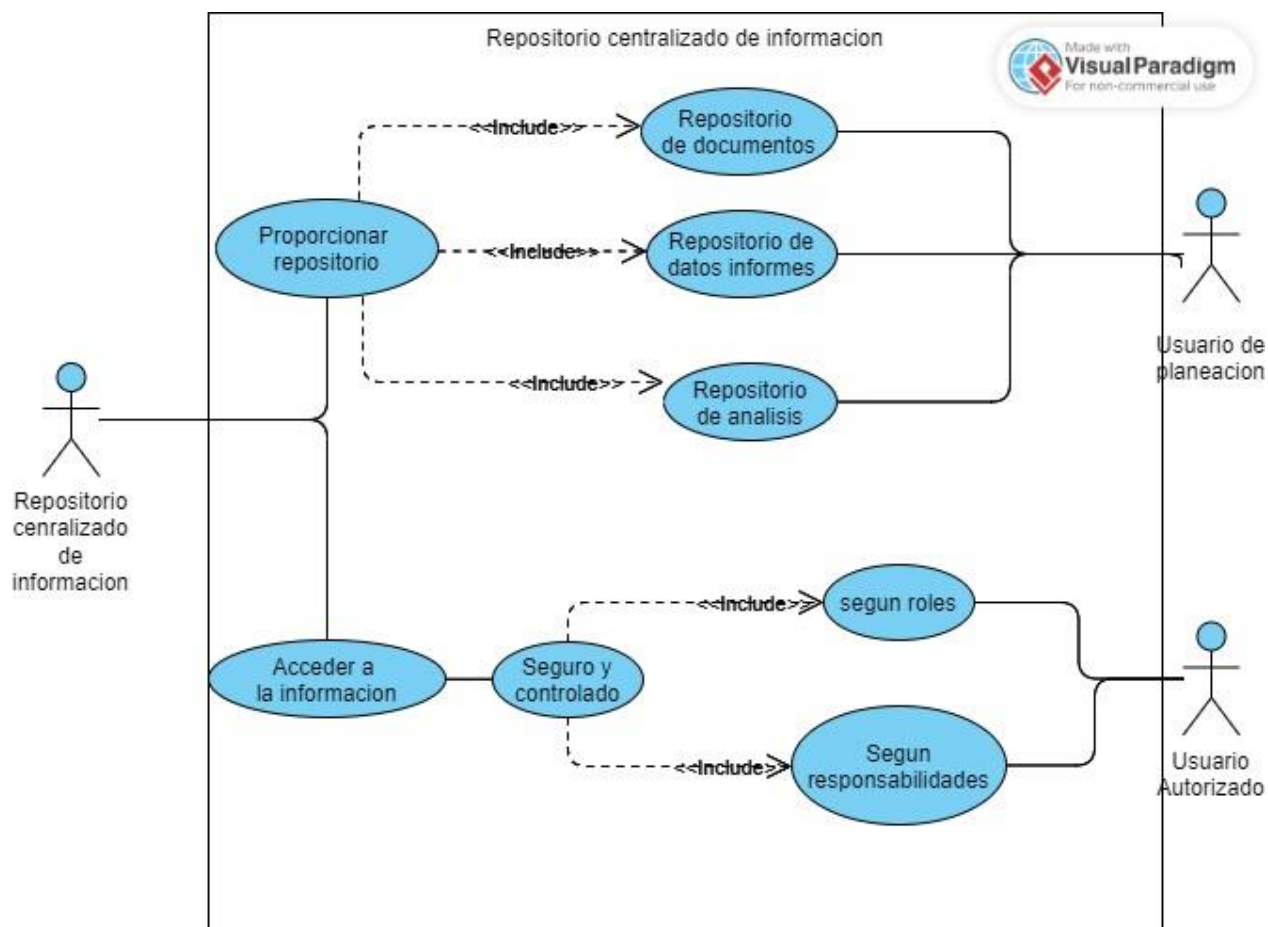 Repositorio centralizado de informacion
Made with
Visual Paradigm
For non-commercial use
<<Include>>
Repositorio
de documentos
Proporcionar
repositorio
<<Include>>
Repositorio de
datos informes
<<Include>>
Repositorio
de analisis
Usuario de
planeacion
Repositorio
cenralizado
de
informacion
<<Include>>
segun roles
Acceder a
la informacion
Seguro y
controlado
<<Include>>
Segun
responsabilidades
Usuario
Autorizado